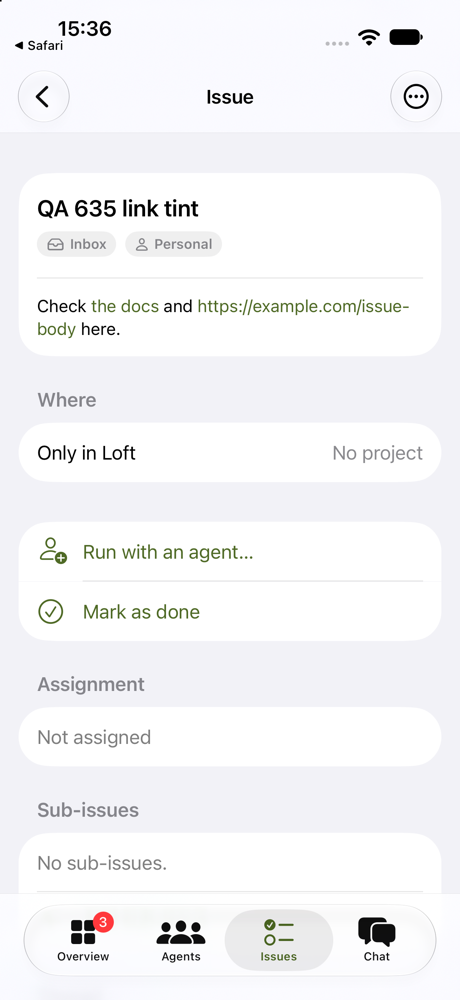 15:36
◀ Safari
Issue
QA 635 link tint
Inbox
Personal
Check the docs and https://example.com/issue-
body here.
Where
Only in Loft
No project
Run with an agent...
Mark as done
Assignment
Not assigned
Sub-issues
No sub-issues.
3
Overview
Agents
Issues
Chat